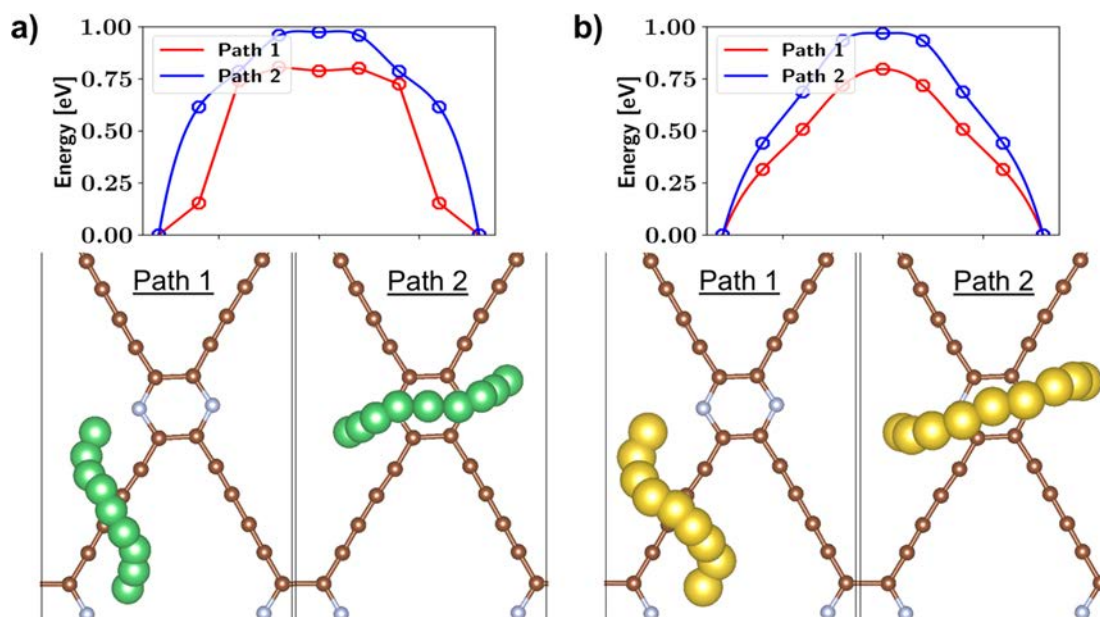 a)
1.00
0.75
0.50
0.25
0.00
Energy [eV]
Path 1
Path 2
Path 1
Path 2
b)
1.00
0.75
0.50
0.25
0.00
Energy [eV]
Path 1
Path 2
Path 1
Path 2